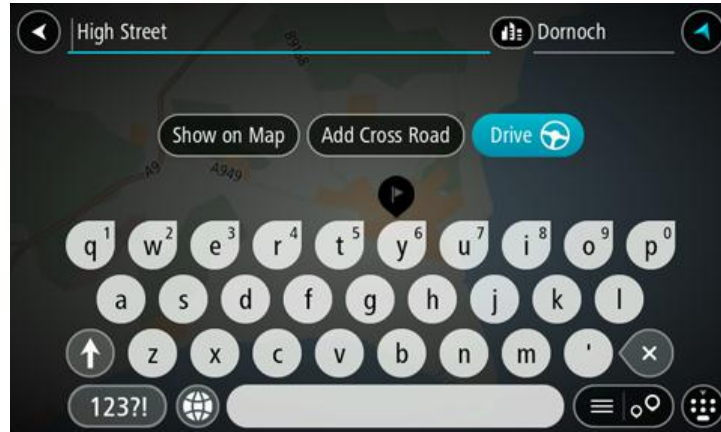 High Street
Dornoch
B9168
Show on Map
Add Cross Road
Drive
A9
A949
q 1 w 2 e 3 r 4 t 5 y 6 u 7 i 8 o 9 p 0
a s d f g h j k l
z x c v b n m '
123?!